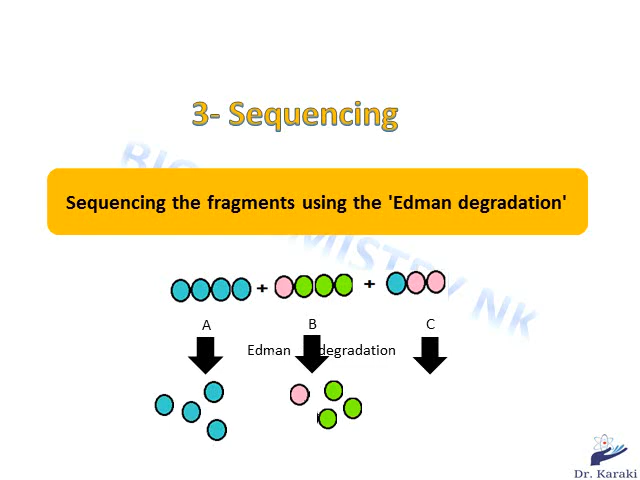 3- Sequencing
Sequencing the fragments using the 'Edman degradation'
+ +
A B C
Edman degradation
Dr. Karaki